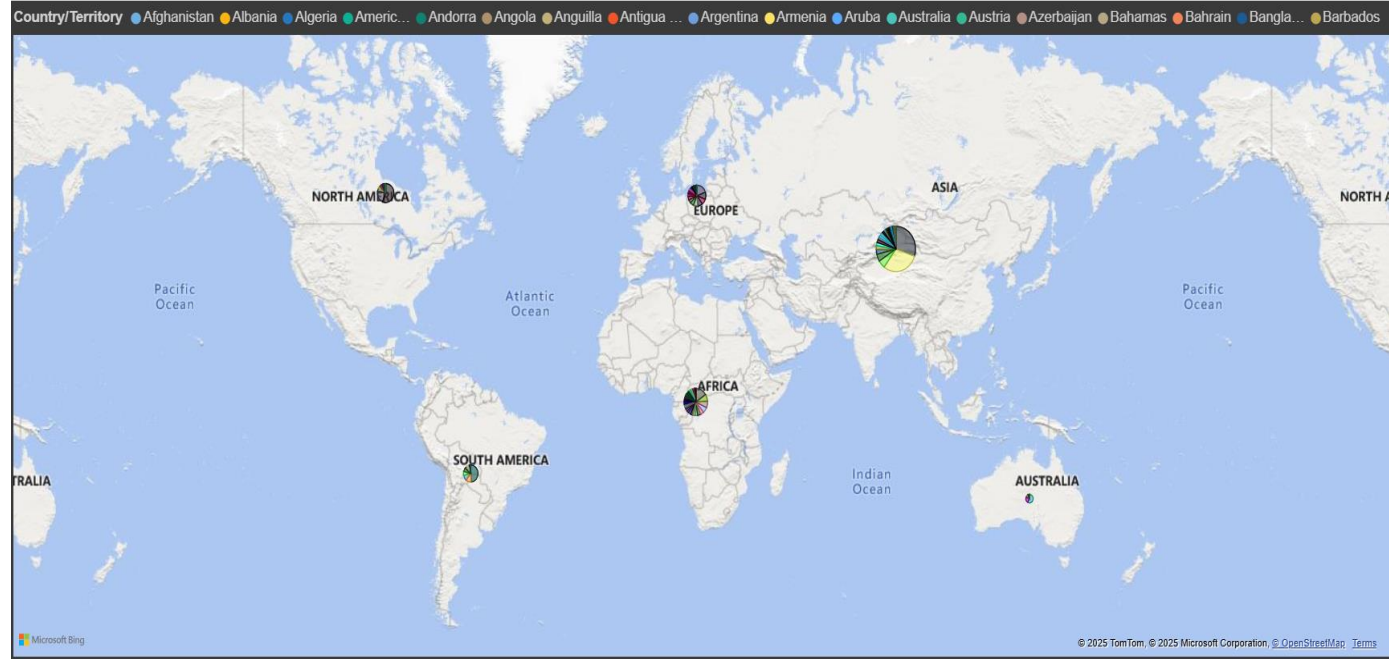 Country/Territory Afghanistan Albania Algeria Americ... Andorra Angola Anguilla Antigua ... Argentina Armenia Aruba Australia Austria Azerbaijan Bahamas Bahrain Bangla... Barbados
ASIA
NORTH AMERICA
NORTH A
EUROPE
Pacific
Ocean
Atlantic
Ocean
Pacific
Ocean
AFRICA
SOUTH AMERICA
Indian
Ocean
TRALIA
AUSTRALIA
Microsoft Bing
© 2025 TomTom, © 2025 Microsoft Corporation, © OpenStreetMap Terms